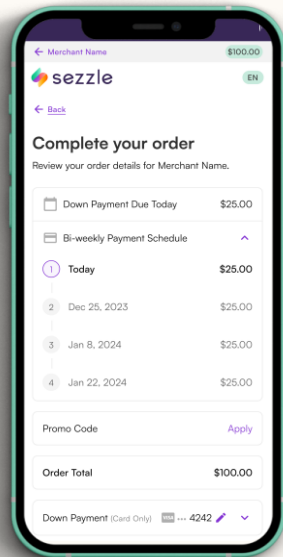 ← Merchant Name $100.00
sezzle EN
← Back
Complete your order
Review your order details for Merchant Name.
Down Payment Due Today $25.00
Bi-weekly Payment Schedule
1 Today $25.00
2 Dec 25, 2023 $25.00
3 Jan 8, 2024 $25.00
4 Jan 22, 2024 $25.00
Promo Code Apply
Order Total $100.00
Down Payment (Card Only) VISA ··· 4242